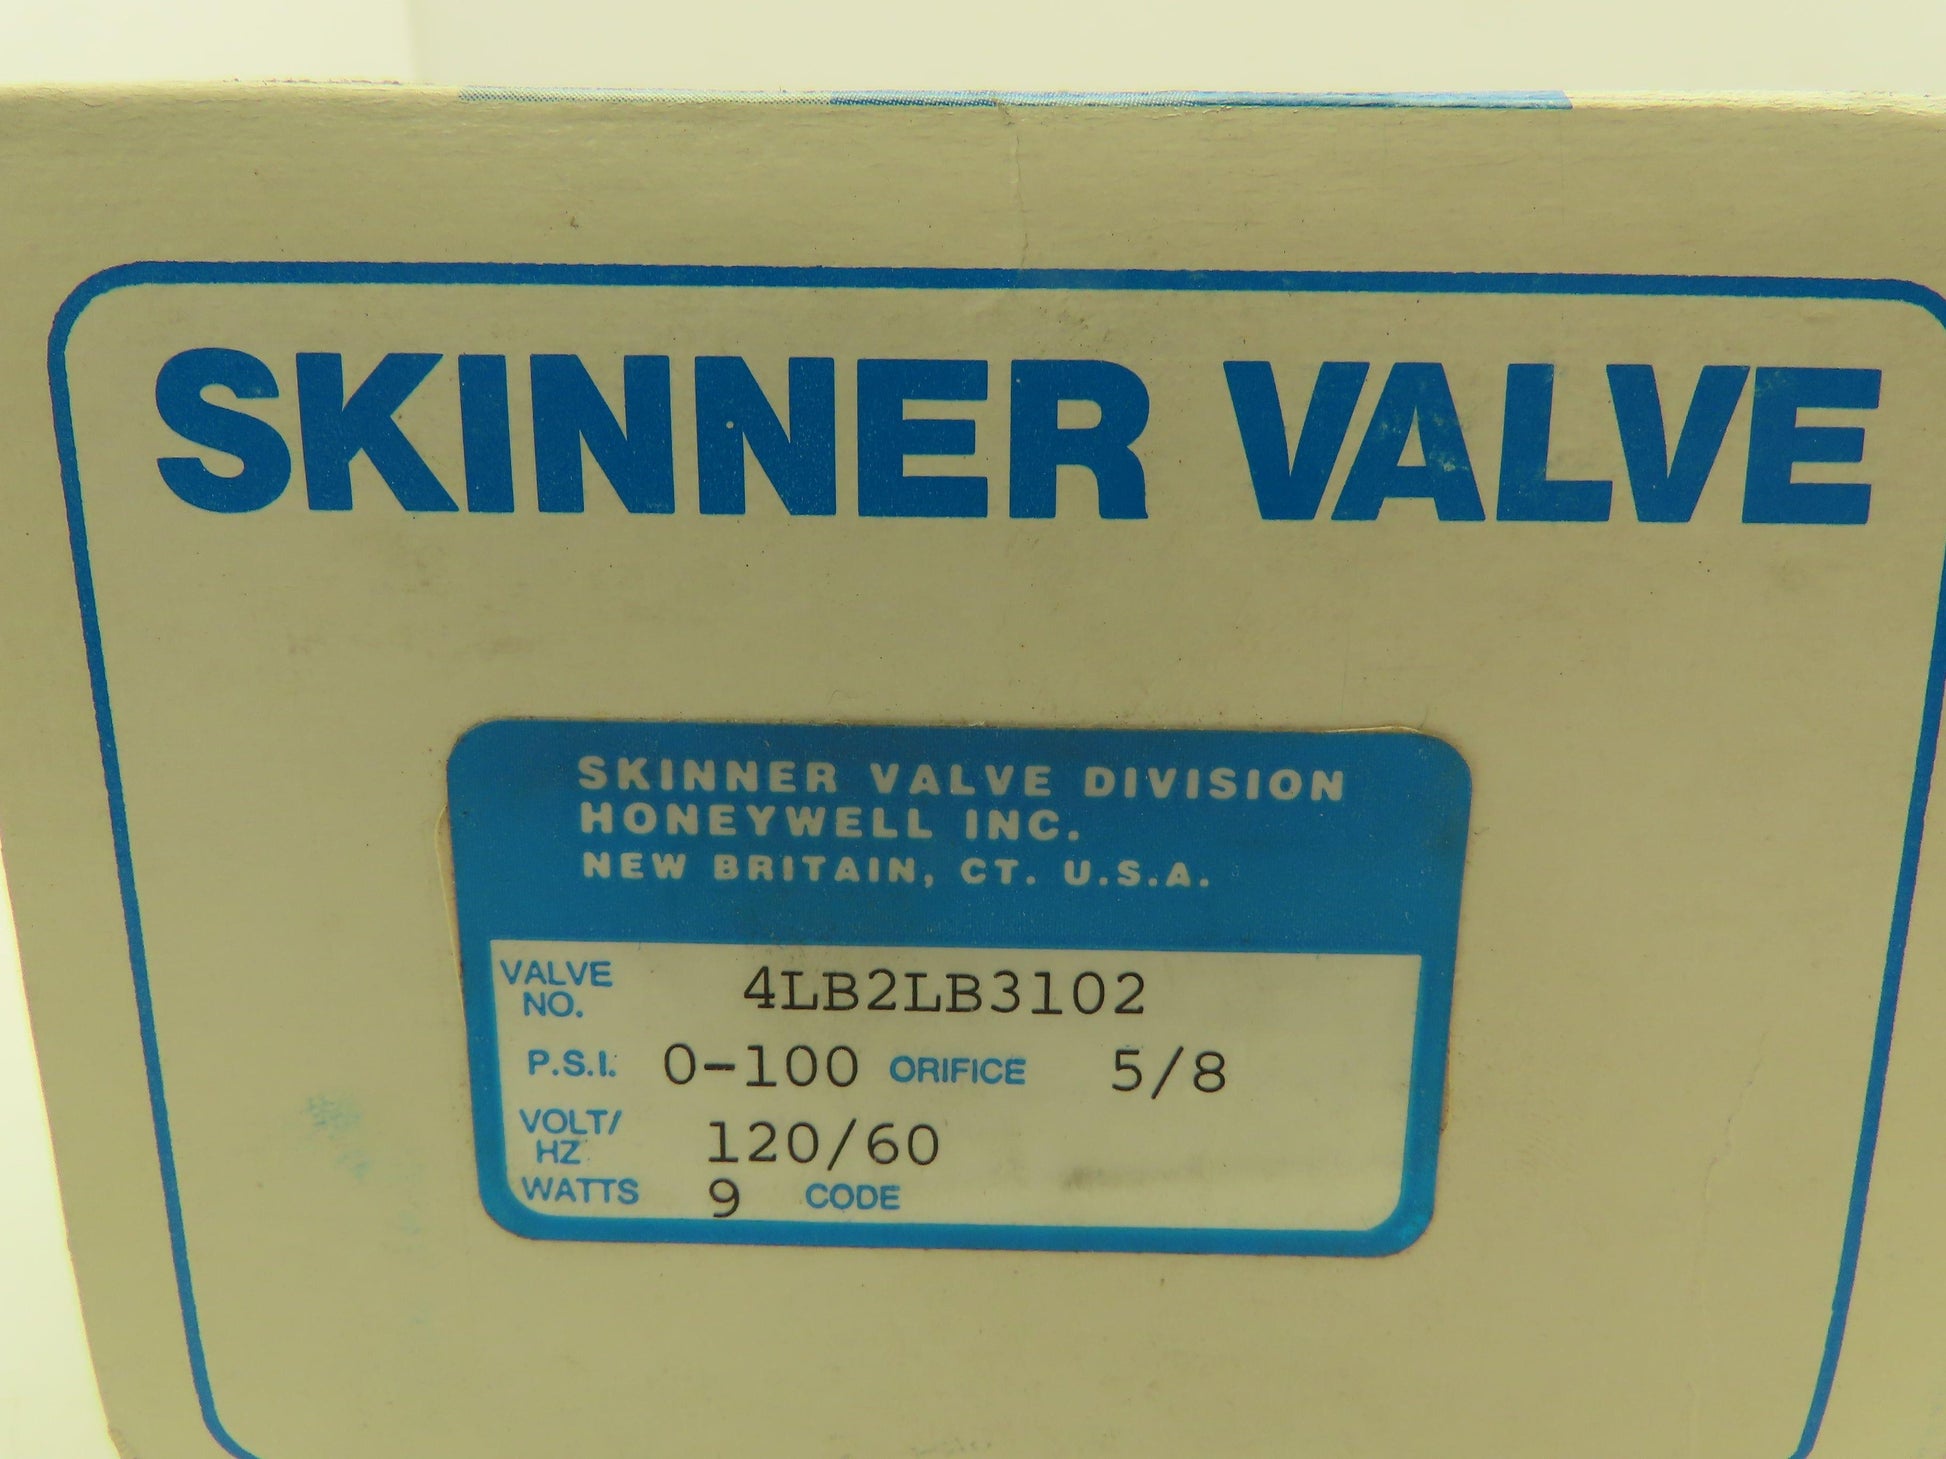 SKINNER VALVE
SKINNER VALVE DIVISION
HONEYWELL INC.
NEW BRITAIN, CT. U.S.A.
VALVE NO. 4LB2LB3102
P.S.I. 0-100 ORIFICE 5/8
VOLT/HZ 120/60
WATTS 9 CODE